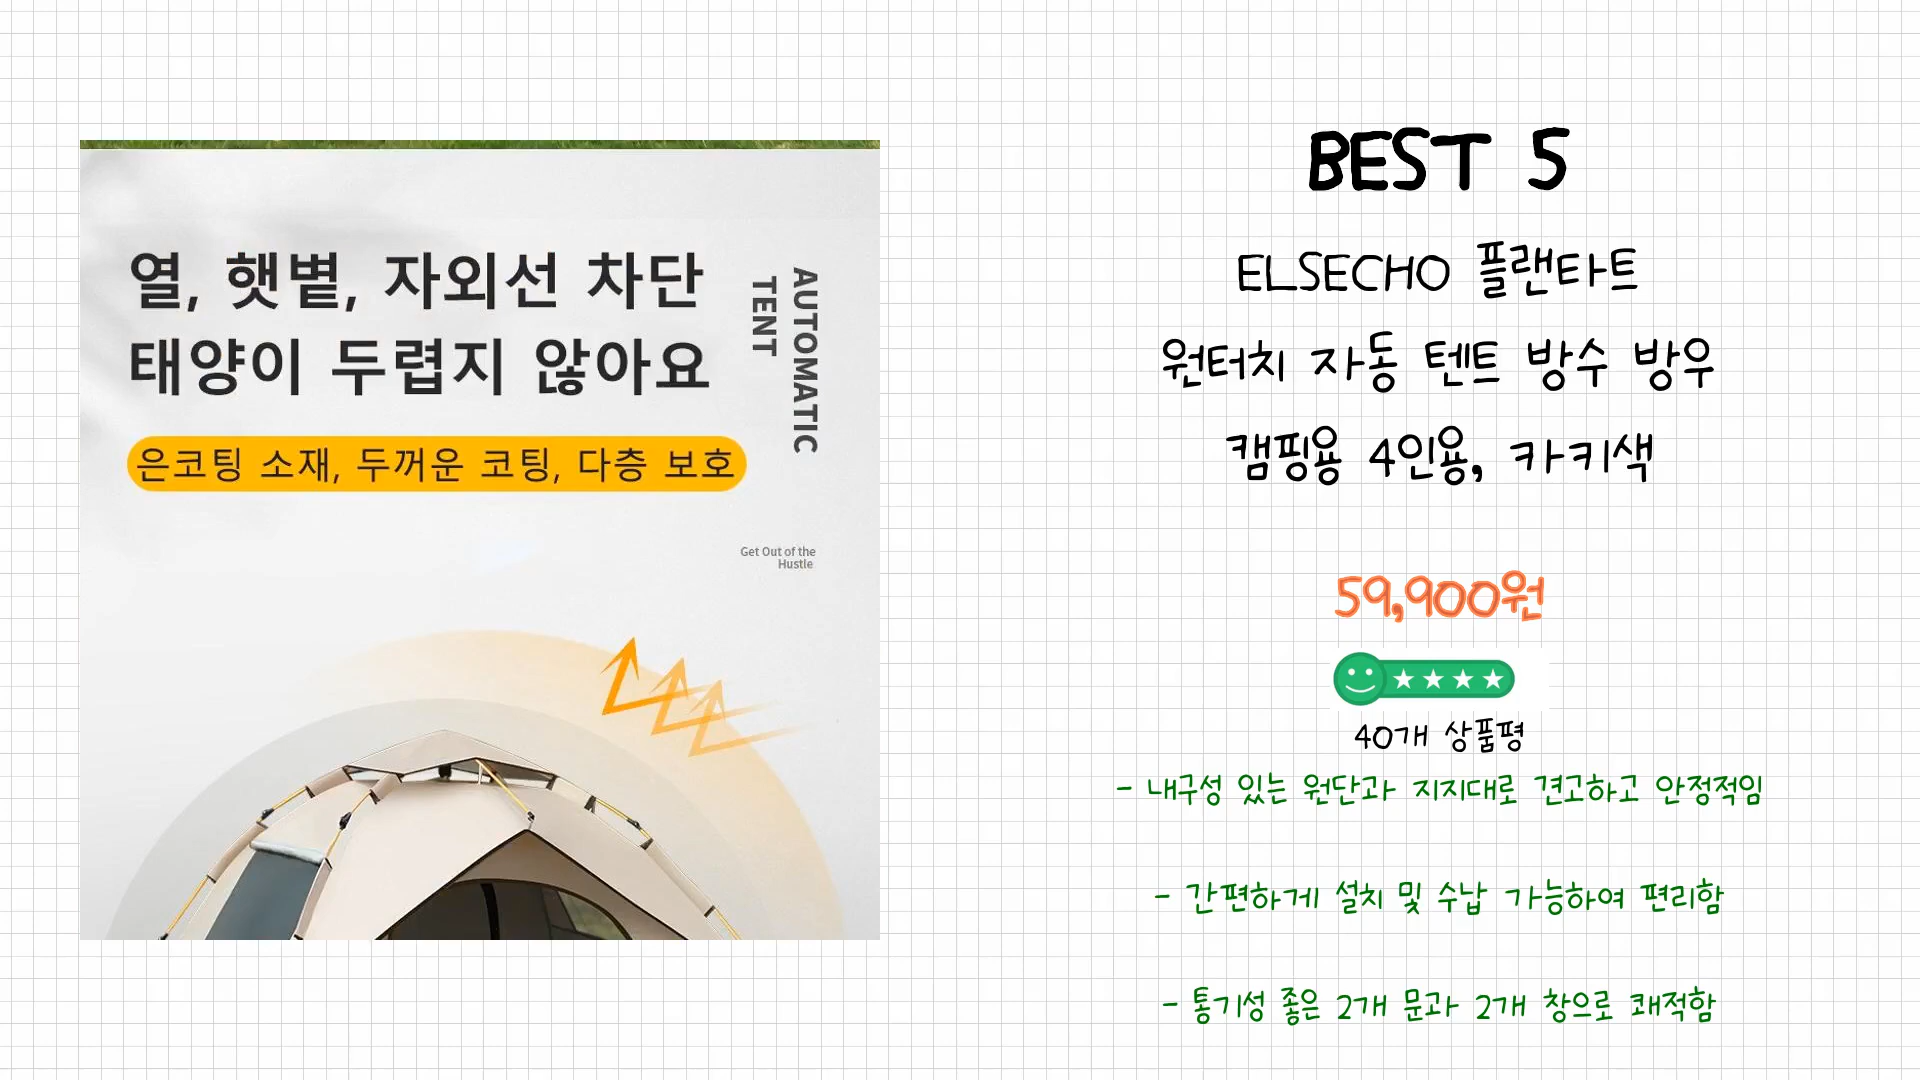 열, 햇볕, 자외선 차단
태양이 두렵지 않아요
은코팅 소재, 두꺼운 코팅, 다층 보호
AUTOMATIC
TENT
Get Out of the
Hustle
BEST 5
ELSECHO 플랜타트
원터치 자동 텐트 방수 방우
캠핑용 4인용, 카키색
59,900원
40개 상품평
- 내구성 있는 원단과 지지대로 견고하고 안정적임
- 간편하게 설치 및 수납 가능하여 편리함
- 통기성 좋은 2개 문과 2개 창으로 쾌적함